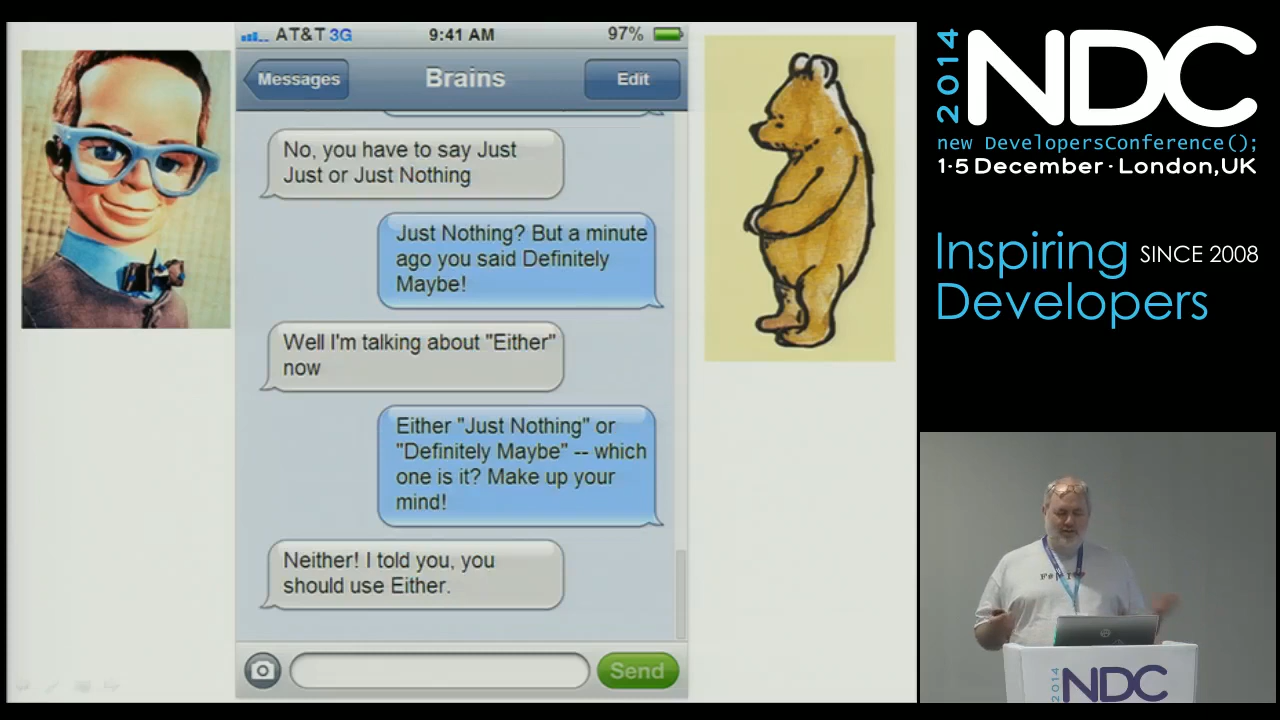 AT&T 3G
9:41 AM
97%
Messages
Brains
Edit
No, you have to say Just
Just or Just Nothing
Just Nothing? But a minute
ago you said Definitely
Maybe!
Well I'm talking about "Either"
now
Either "Just Nothing" or
"Definitely Maybe" -- which
one is it? Make up your
mind!
Neither! I told you, you
should use Either.
Send
2014
NDC
new DevelopersConference();
1-5 December · London,UK
Inspiring
SINCE 2008
Developers
2014
NDC